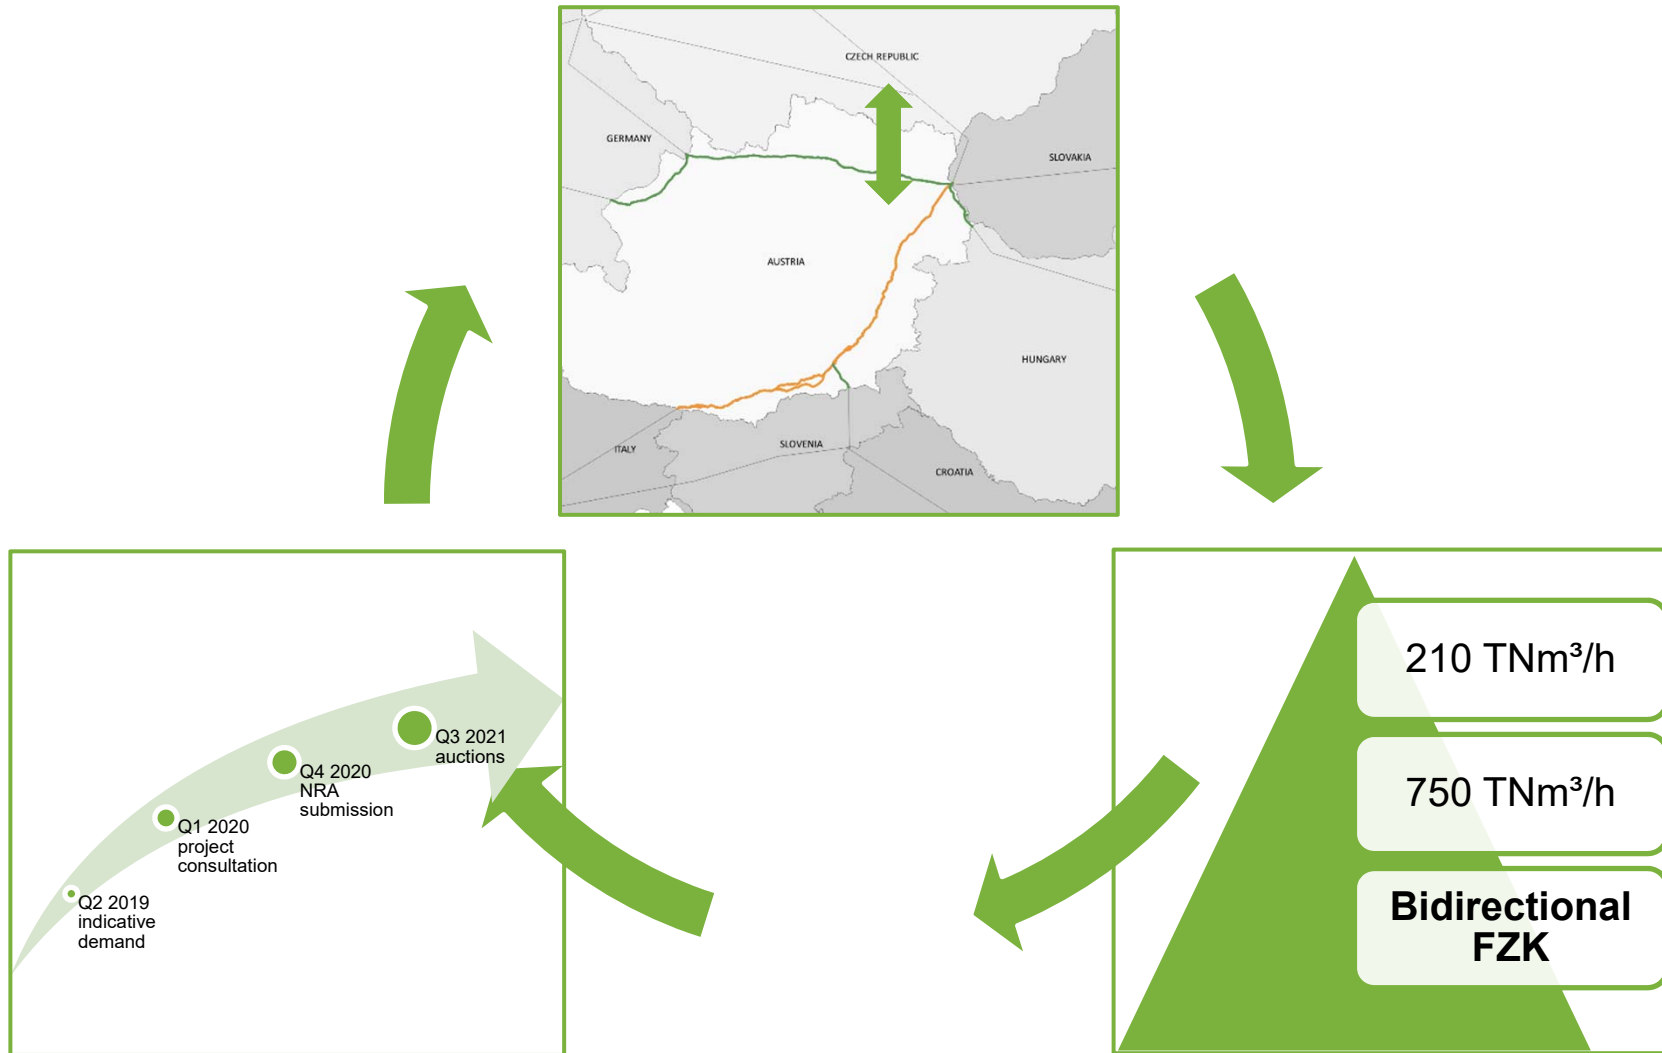 CZECH REPUBLIC
GERMANY
SLOVAKIA
AUSTRIA
HUNGARY
SLOVENIA
ITALY
CROATIA
Q3 2021
auctions
Q4 2020
NRA
submission
Q1 2020
project
consultation
Q2 2019
indicative
demand
210 TNm³/h
750 TNm³/h
Bidirectional
FZK